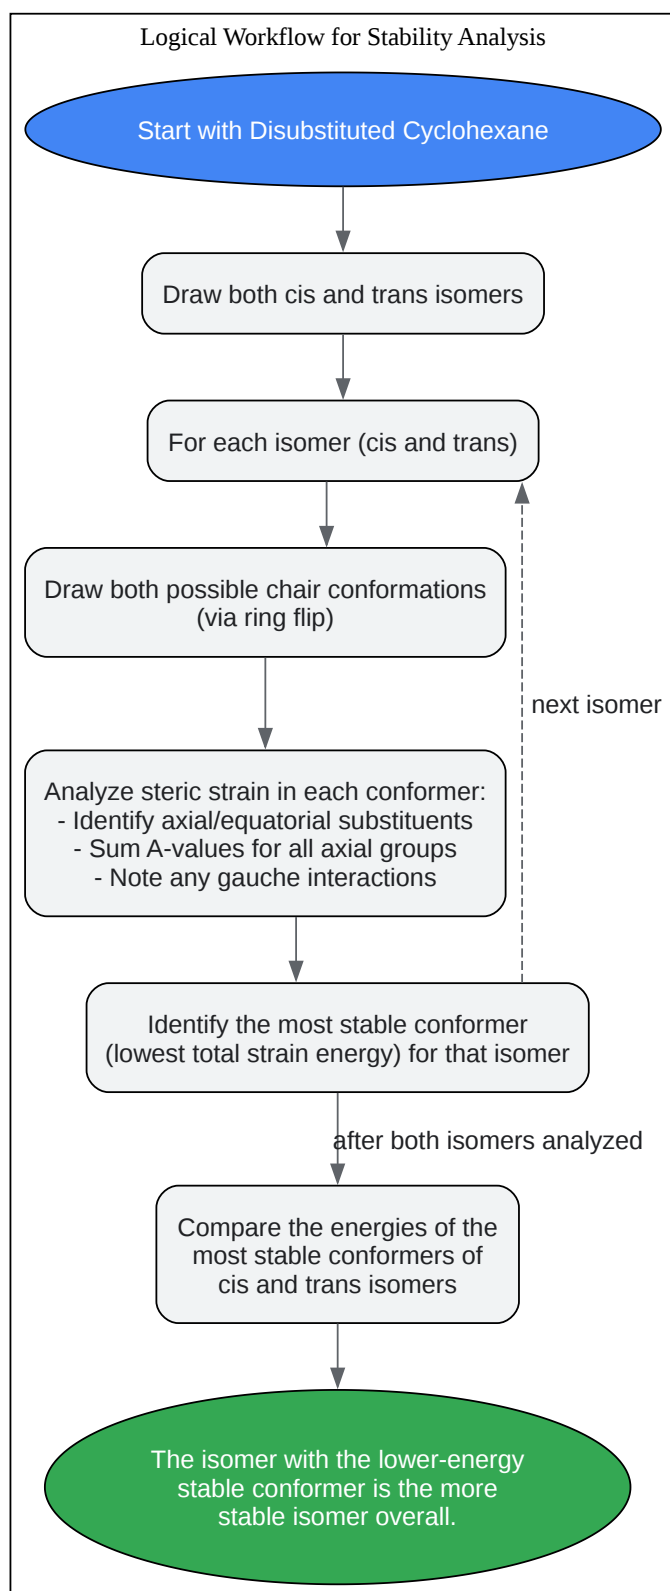 Logical Workflow for Stability Analysis
Start with Disubstituted Cyclohexane
Draw both cis and trans isomers
For each isomer (cis and trans)
Draw both possible chair conformations
(via ring flip)
next isomer
Analyze steric strain in each conformer:
- Identify axial/equatorial substituents
- Sum A-values for all axial groups
- Note any gauche interactions
Identify the most stable conformer
(lowest total strain energy) for that isomer
after both isomers analyzed
Compare the energies of the
most stable conformers of
cis and trans isomers
The isomer with the lower-energy
stable conformer is the more
stable isomer overall.